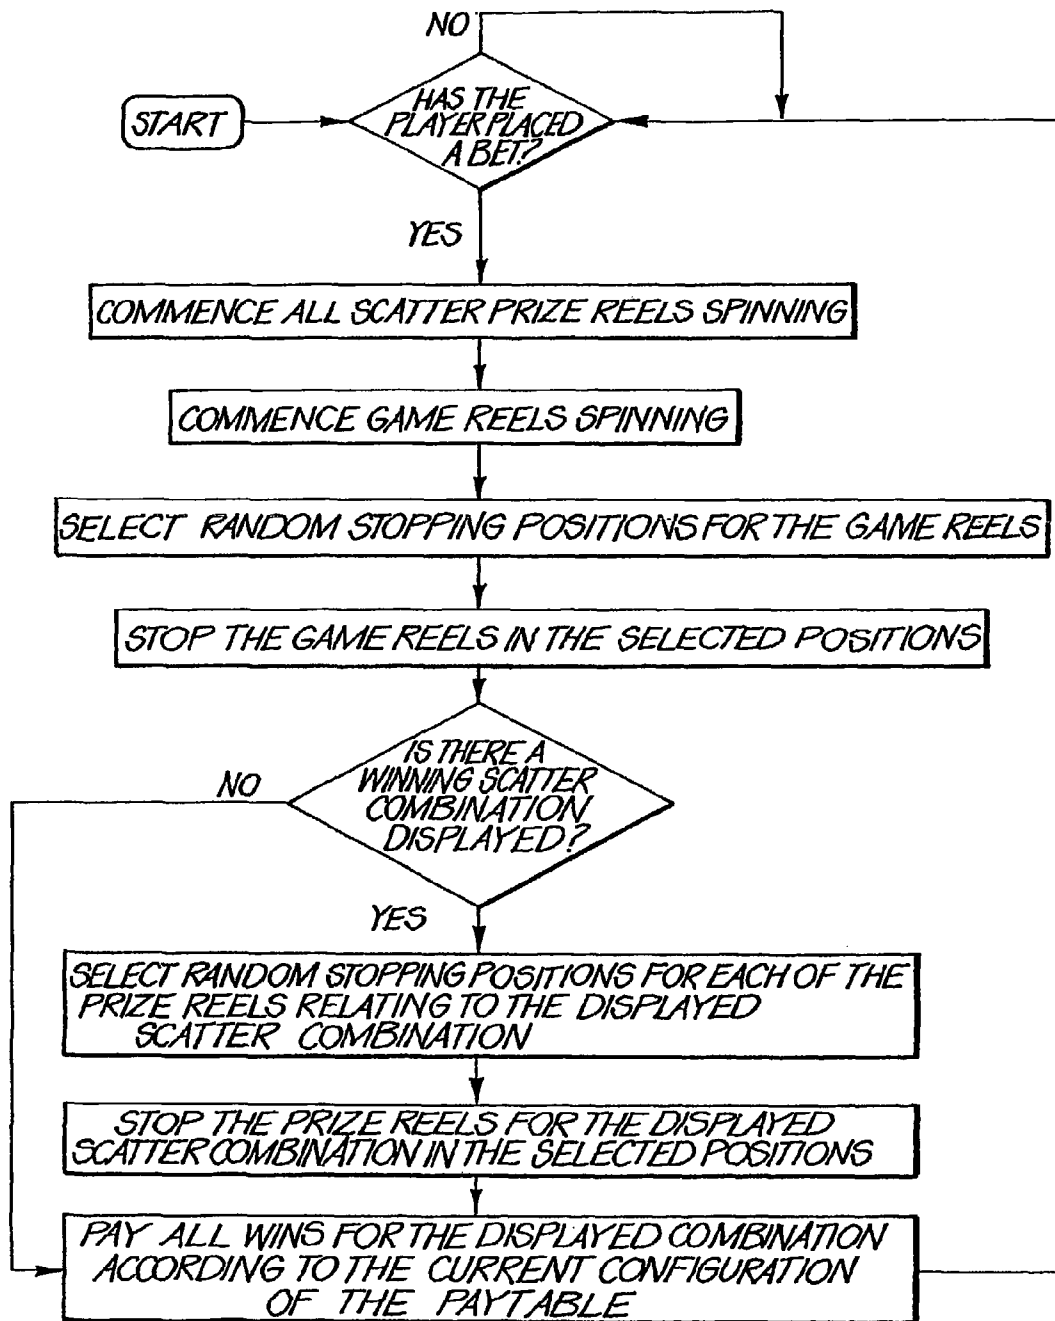 NO
START
HAS THE
PLAYER PLACED
A BET?
YES
COMMENCE ALL SCATTER PRIZE REELS SPINNING
COMMENCE GAME REELS SPINNING
SELECT RANDOM STOPPING POSITIONS FOR THE GAME REELS
STOP THE GAME REELS IN THE SELECTED POSITIONS
IS THERE A
WINNING SCATTER
COMBINATION
DISPLAYED?
NO
YES
SELECT RANDOM STOPPING POSITIONS FOR EACH OF THE
PRIZE REELS RELATING TO THE DISPLAYED
SCATTER COMBINATION
STOP THE PRIZE REELS FOR THE DISPLAYED
SCATTER COMBINATION IN THE SELECTED POSITIONS
PAY ALL WINS FOR THE DISPLAYED COMBINATION
ACCORDING TO THE CURRENT CONFIGURATION
OF THE PAYTABLE